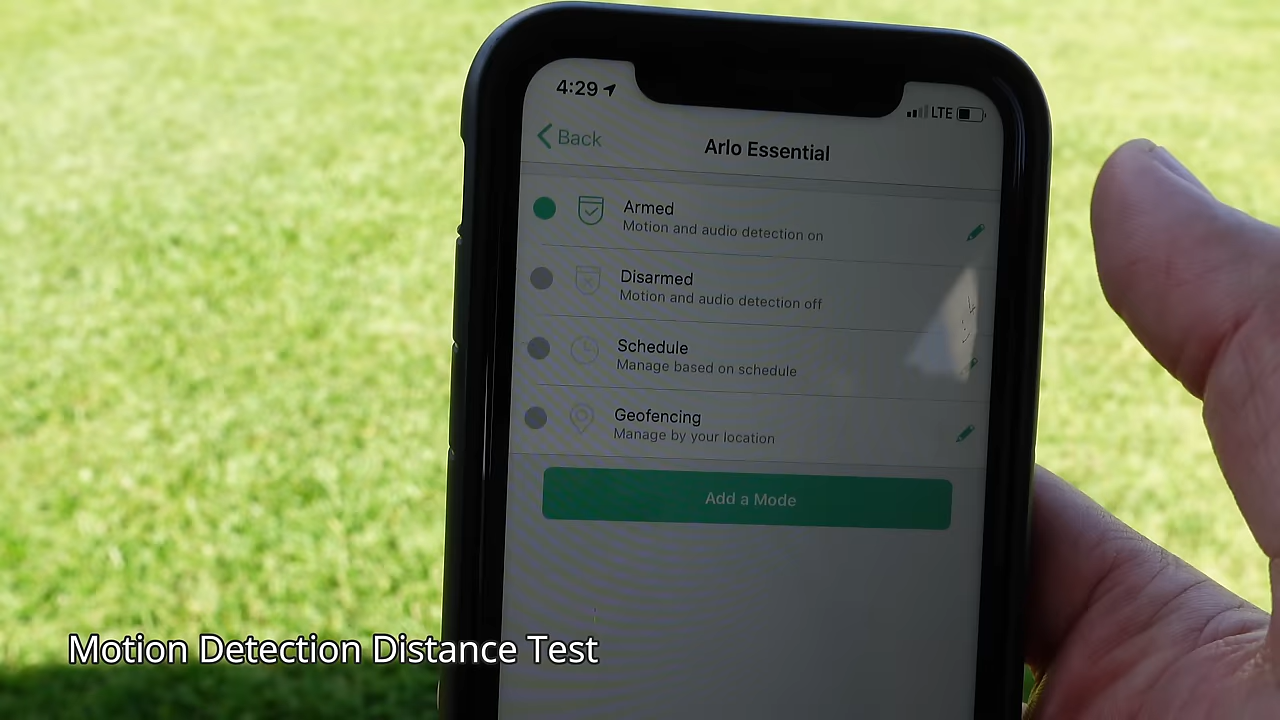 4:29
LTE
Back
Arlo Essential
Armed
Motion and audio detection on
Disarmed
Motion and audio detection off
Schedule
Manage based on schedule
Geofencing
Manage by your location
Add a Mode
Motion Detection Distance Test